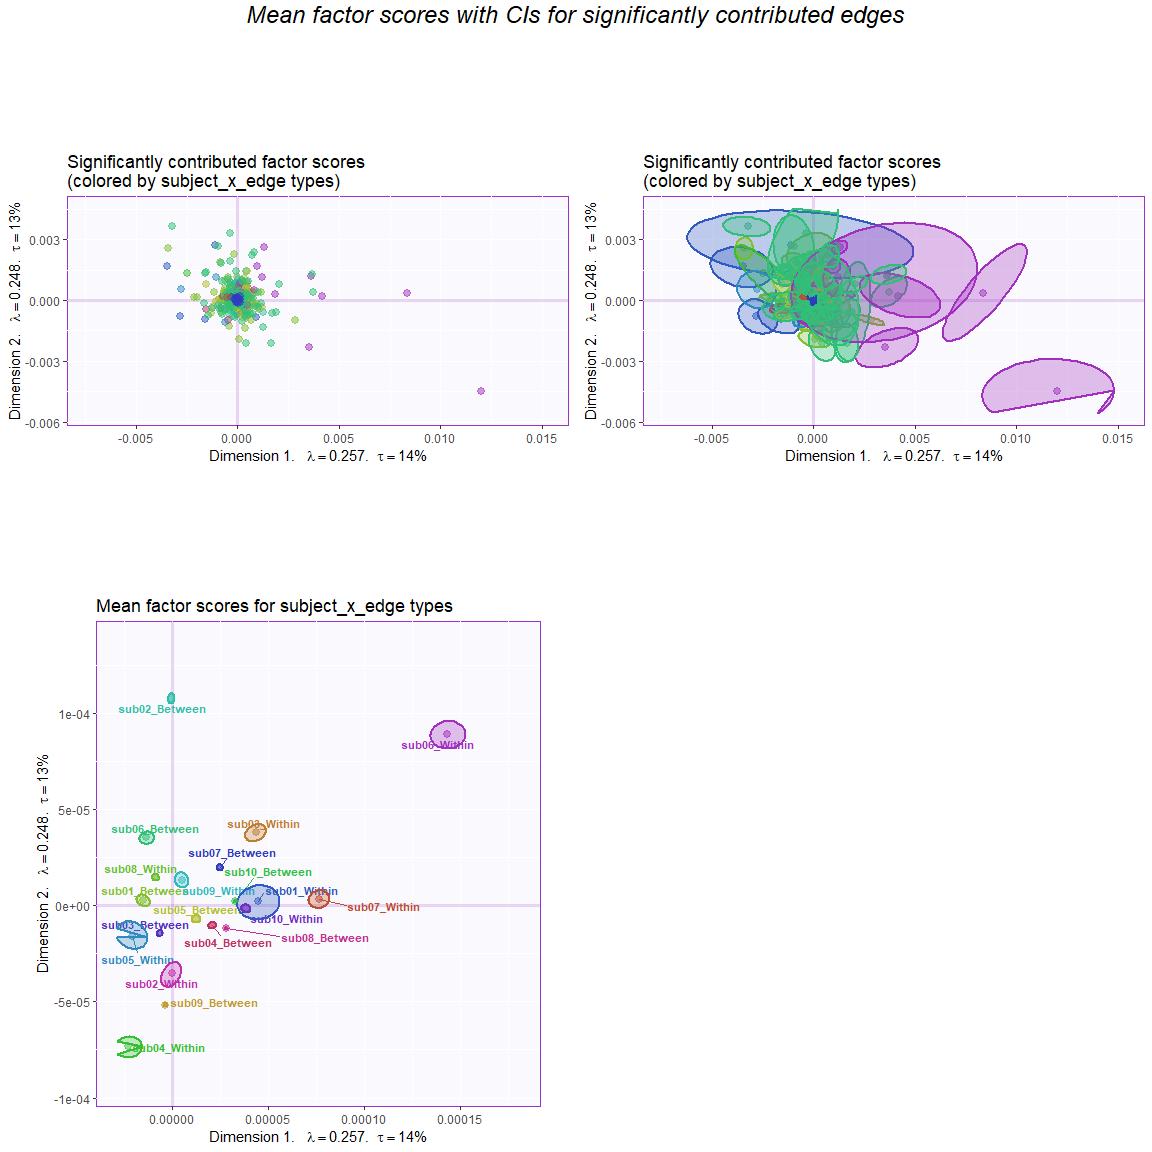 Mean factor scores with CIs for significantly contributed edges
Significantly contributed factor scores
(colored by subject_x_edge types)
Dimension 2. λ = 0.248. τ = 13%
0.003
0.000
-0.003
-0.006
-0.005
0.000
0.005
0.010
0.015
Dimension 1. λ = 0.257. τ = 14%
Significantly contributed factor scores
(colored by subject_x_edge types)
Dimension 2. λ = 0.248. τ = 13%
0.003
0.000
-0.003
-0.006
-0.005
0.000
0.005
0.010
0.015
Dimension 1. λ = 0.257. τ = 14%
Mean factor scores for subject_x_edge types
Dimension 2. λ = 0.248. τ = 13%
1e-04
5e-05
0e+00
-5e-05
-1e-04
sub02_Between
sub06_Within
sub06_Between
sub03_Within
sub07_Between
sub08_Within
sub10_Between
sub01_Between
sub09_Within
sub01_Within
sub07_Within
sub05_Between
sub10_Within
sub03_Between
sub04_Between
sub08_Between
sub05_Within
sub02_Within
sub09_Between
sub04_Within
0.00000
0.00005
0.00010
0.00015
Dimension 1. λ = 0.257. τ = 14%